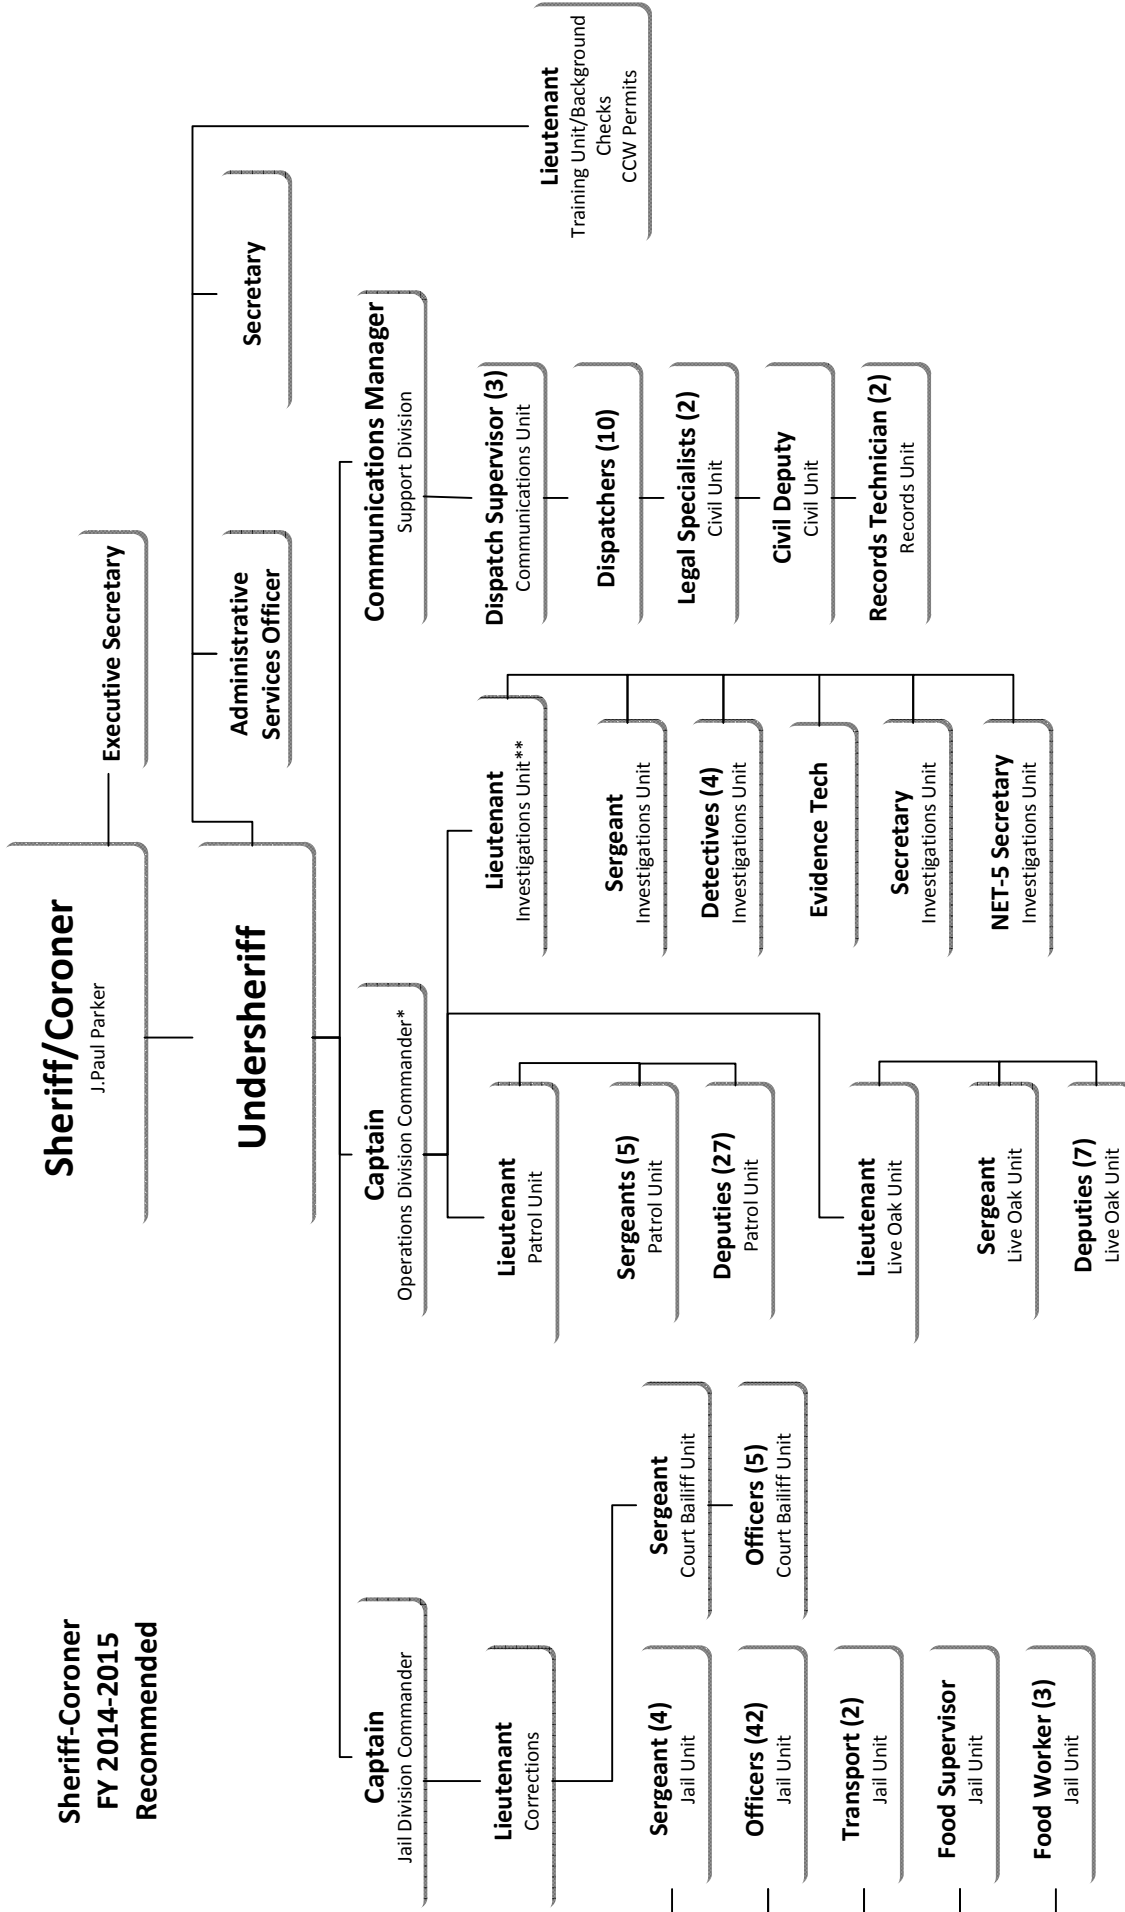 Sheriff-Coroner
FY 2014-2015
Recommended
Sheriff/Coroner
J.Paul Parker
Executive Secretary
Undersheriff
Administrative
Services Officer
Secretary
Lieutenant
Training Unit/Background
Checks
CCW Permits
Captain
Jail Division Commander
Lieutenant
Corrections
Sergeant (4)
Jail Unit
Officers (42)
Jail Unit
Transport (2)
Jail Unit
Food Supervisor
Jail Unit
Food Worker (3)
Jail Unit
Sergeant
Court Bailiff Unit
Officers (5)
Court Bailiff Unit
Captain
Operations Division Commander*
Lieutenant
Patrol Unit
Sergeants (5)
Patrol Unit
Deputies (27)
Patrol Unit
Lieutenant
Live Oak Unit
Sergeant
Live Oak Unit
Deputies (7)
Live Oak Unit
Lieutenant
Investigations Unit**
Sergeant
Investigations Unit
Detectives (4)
Investigations Unit
Evidence Tech
Secretary
Investigations Unit
NET-5 Secretary
Investigations Unit
Communications Manager
Support Division
Dispatch Supervisor (3)
Communications Unit
Dispatchers (10)
Legal Specialists (2)
Civil Unit
Civil Deputy
Civil Unit
Records Technician (2)
Records Unit